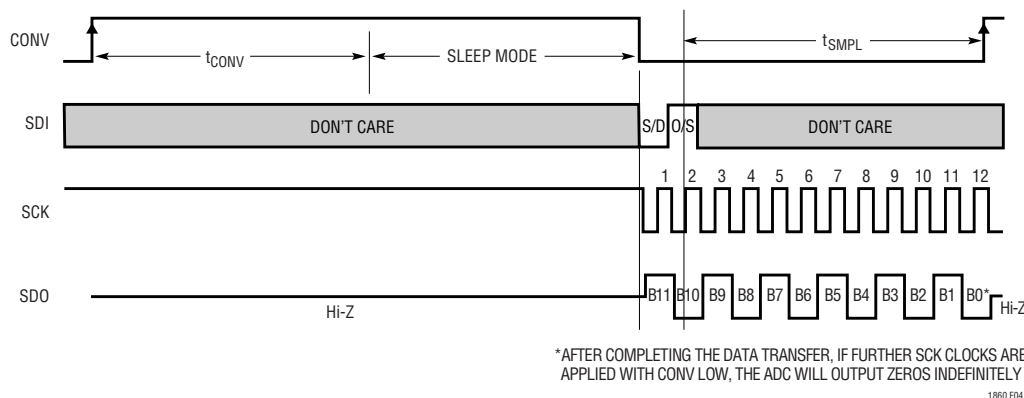 CONV
tCONV
SLEEP MODE
tSMPL
SDI
DON'T CARE
S/D
O/S
DON'T CARE
1 2 3 4 5 6 7 8 9 10 11 12
SCK
SDO
Hi-Z
B11 B10 B9 B8 B7 B6 B5 B4 B3 B2 B1 B0*
Hi-Z
*AFTER COMPLETING THE DATA TRANSFER, IF FURTHER SCK CLOCKS ARE
APPLIED WITH CONV LOW, THE ADC WILL OUTPUT ZEROS INDEFINITELY
1860 F04